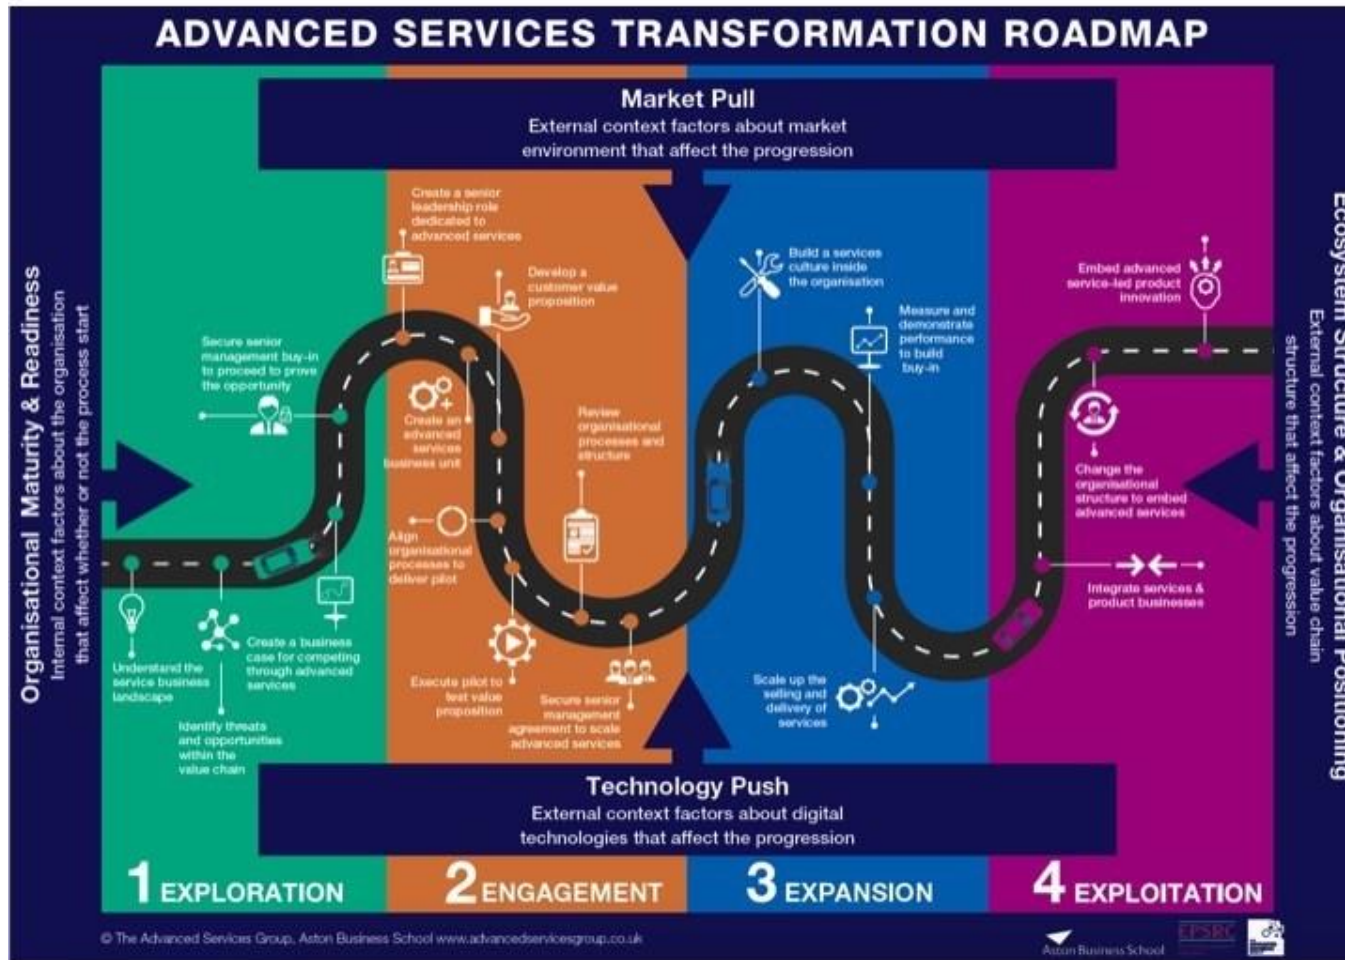 ADVANCED SERVICES TRANSFORMATION ROADMAP
Market Pull
External context factors about market
environment that affect the progression
Organisational Maturity & Readiness
Internal context factors about the organisation
that affect whether or not the process start
Ecosystem Structure & Organisational Positioning
External context factors about value chain
structure that affect the progression
Understand the
service business
landscape
Identify threats
and opportunities
within the
value chain
Create a business
case for competing
through advanced
services
Secure senior
management buy-in
to proceed to prove
the opportunity
Create a senior
leadership role
dedicated to
advanced services
Create an
advanced
services
business unit
Develop a
customer value
proposition
Align
organisational
processes to
deliver pilot
Execute pilot to
test value
proposition
Review
organisational
processes and
structure
Secure senior
management
agreement to scale
advanced services
Build a services
culture inside
the organisation
Measure and
demonstrate
performance
to build
buy-in
Scale up the
selling and
delivery of
services
Integrate services &
product businesses
Change the
organisational
structure to embed
advanced services
Embed advanced
service-led product
innovation
Technology Push
External context factors about digital
technologies that affect the progression
1 EXPLORATION
2 ENGAGEMENT
3 EXPANSION
4 EXPLOITATION
© The Advanced Services Group, Aston Business School www.advancedservicesgroup.co.uk
Aston Business School
EPSRC